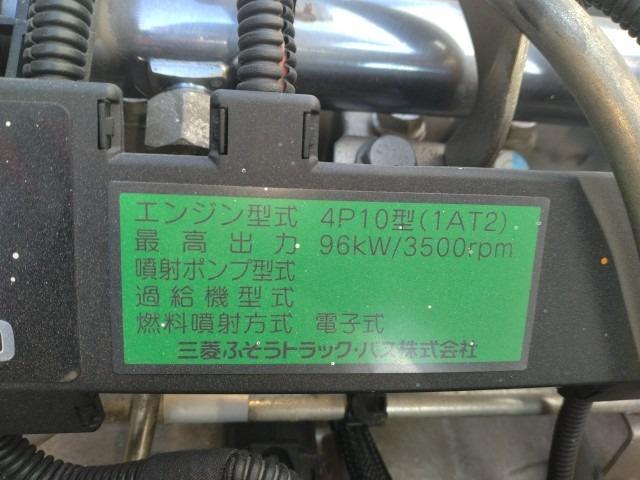 エンジン型式 4P10型(1AT2)
最高出力 96kW/3500rpm
噴射ポンプ型式
過給機型式
燃料噴射方式 電子式
三菱ふそうトラック・バス株式会社